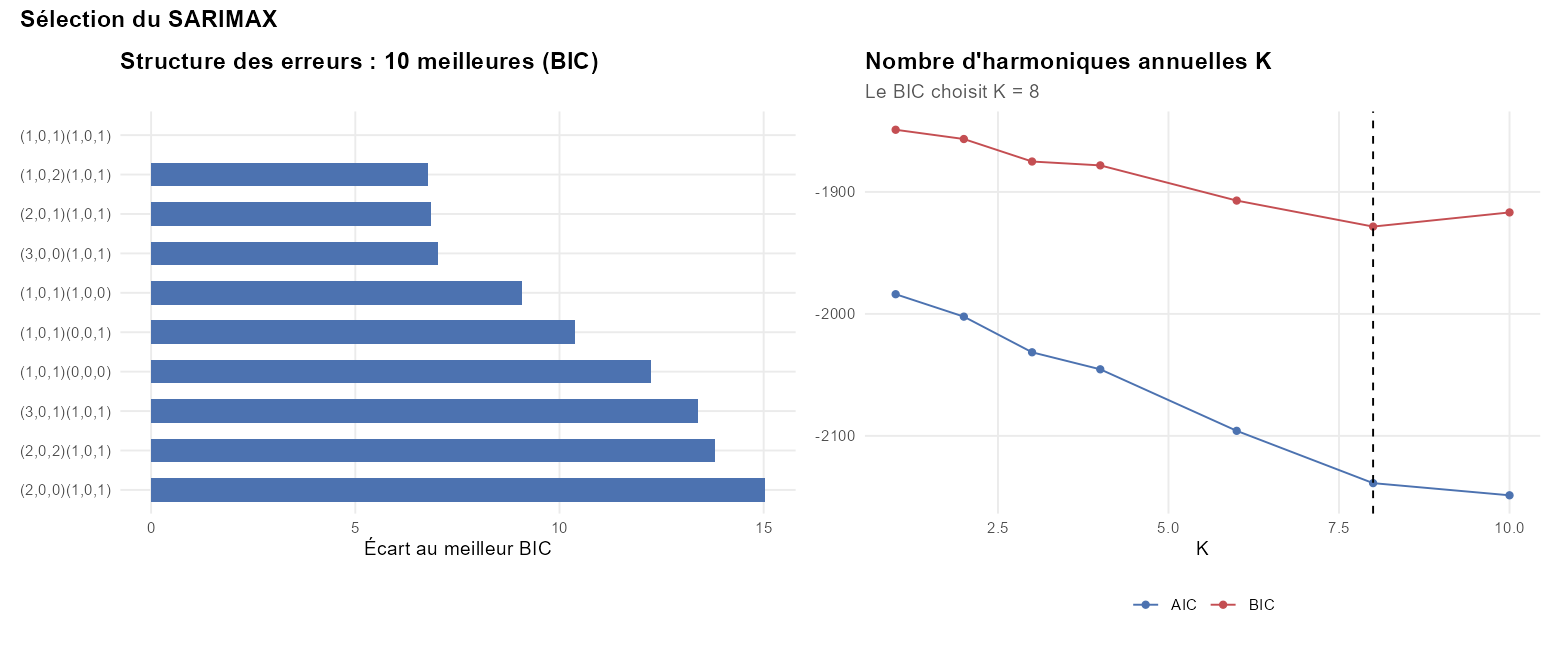 Sélection du SARIMAX
Structure des erreurs : 10 meilleures (BIC)
(1,0,1)(1,0,1)
(1,0,2)(1,0,1)
(2,0,1)(1,0,1)
(3,0,0)(1,0,1)
(1,0,1)(1,0,0)
(1,0,1)(0,0,1)
(1,0,1)(0,0,0)
(3,0,1)(1,0,1)
(2,0,2)(1,0,1)
(2,0,0)(1,0,1)
0 5 10 15
Écart au meilleur BIC
Nombre d'harmoniques annuelles K
Le BIC choisit K = 8
-1900
-2000
-2100
2.5 5.0 7.5 10.0
K
AIC BIC